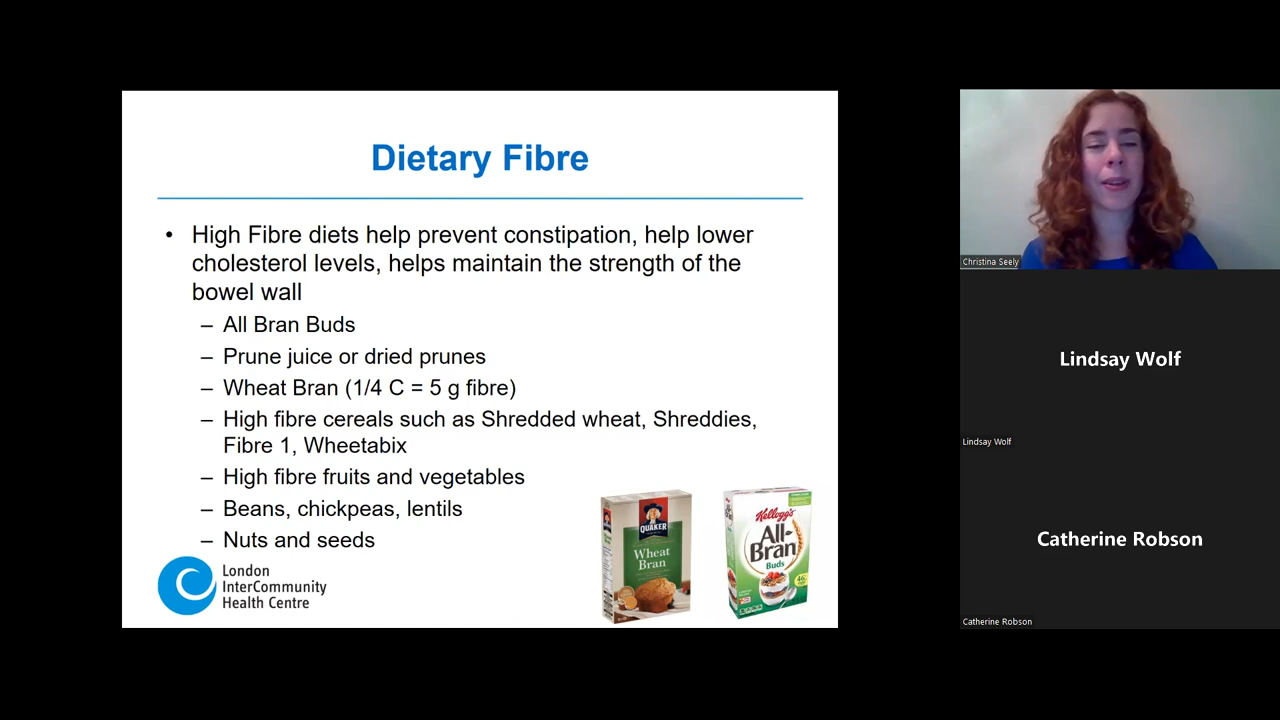 Dietary Fibre
• High Fibre diets help prevent constipation, help lower
cholesterol levels, helps maintain the strength of the
bowel wall
– All Bran Buds
– Prune juice or dried prunes
– Wheat Bran (1/4 C = 5 g fibre)
– High fibre cereals such as Shredded wheat, Shreddies,
Fibre 1, Wheetabix
– High fibre fruits and vegetables
– Beans, chickpeas, lentils
– Nuts and seeds
London
InterCommunity
Health Centre
QUAKER
Wheat
Bran
Kellogg's
All-
Bran
Buds
Christina Seely
Lindsay Wolf
Lindsay Wolf
Catherine Robson
Catherine Robson